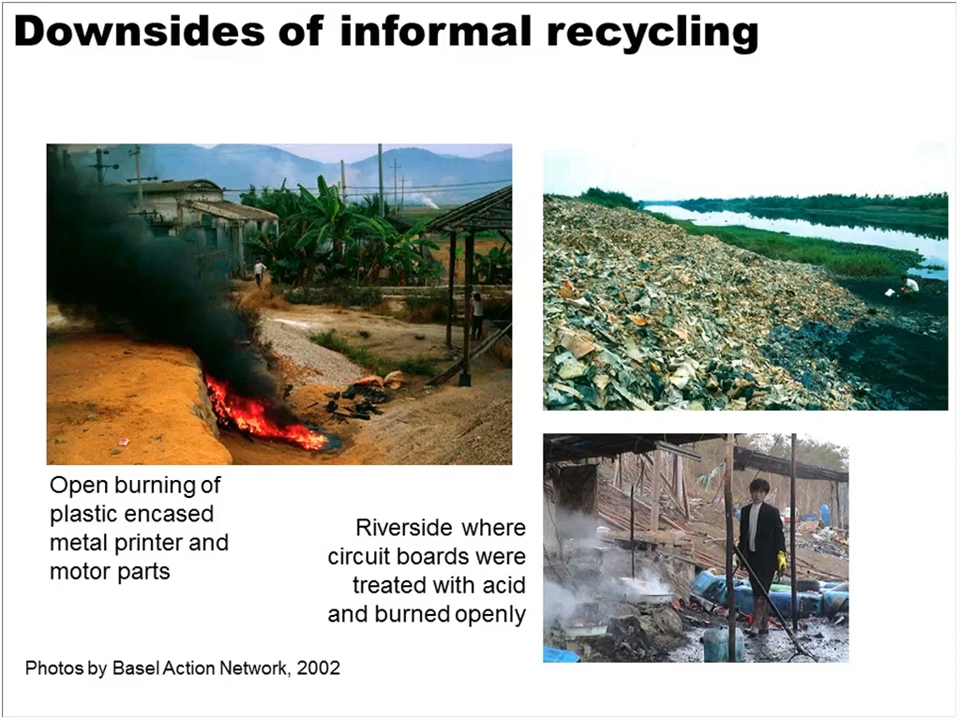 Downsides of informal recycling
Open burning of
plastic encased
metal printer and
motor parts
Riverside where
circuit boards were
treated with acid
and burned openly
Photos by Basel Action Network, 2002